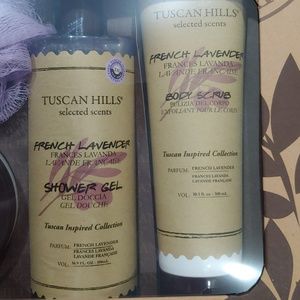 TUSCAN HILLS®
selected scents
FRENCH LAVENDER
FRANCES LAVANDA
LAVANDE FRANÇAISE
SHOWER GEL
GEL DOCCIA
GEL DOUCHE
Tuscan Inspired Collection
PARFUM: FRENCH LAVENDER
FRANCES LAVANDA
LAVANDE FRANÇAISE
TUSCAN HILLS®
selected scents
FRENCH LAVENDER
FRANCES LAVANDA
LAVANDE FRANÇAISE
BODY SCRUB
PULIZIA DEL CORPO
EXFOLIANT POUR LE CORPS
Tuscan Inspired Collection
PARFUM: FRENCH LAVENDER
FRANCES LAVANDA
LAVANDE FRANÇAISE